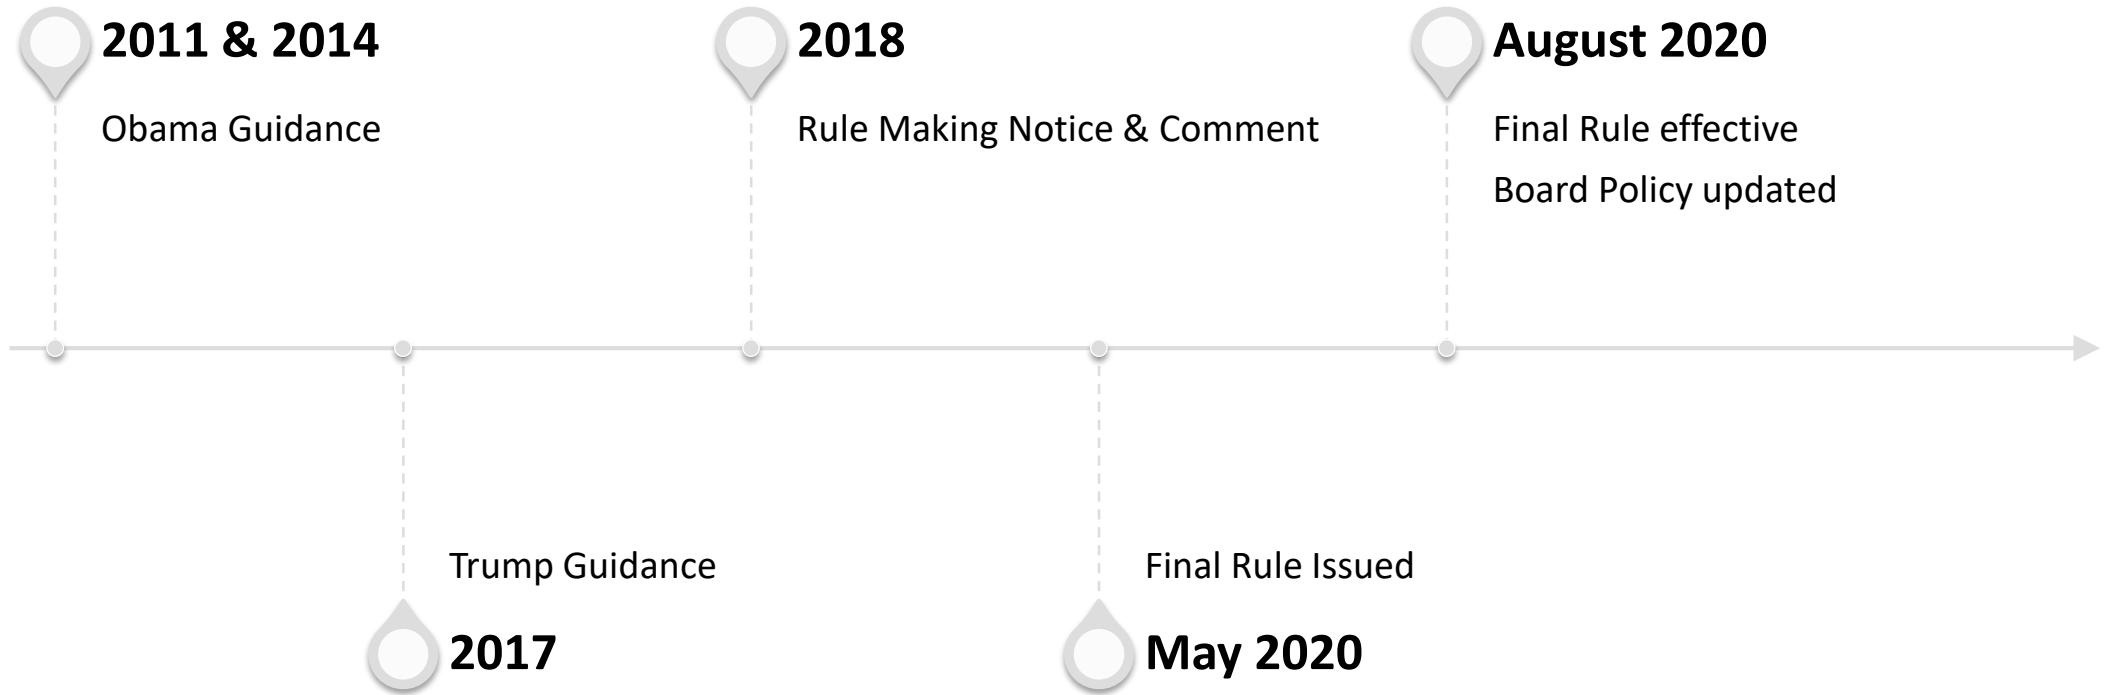 2011 & 2014
Obama Guidance
Trump Guidance
2017
2018
Rule Making Notice & Comment
Final Rule Issued
May 2020
August 2020
Final Rule effective
Board Policy updated